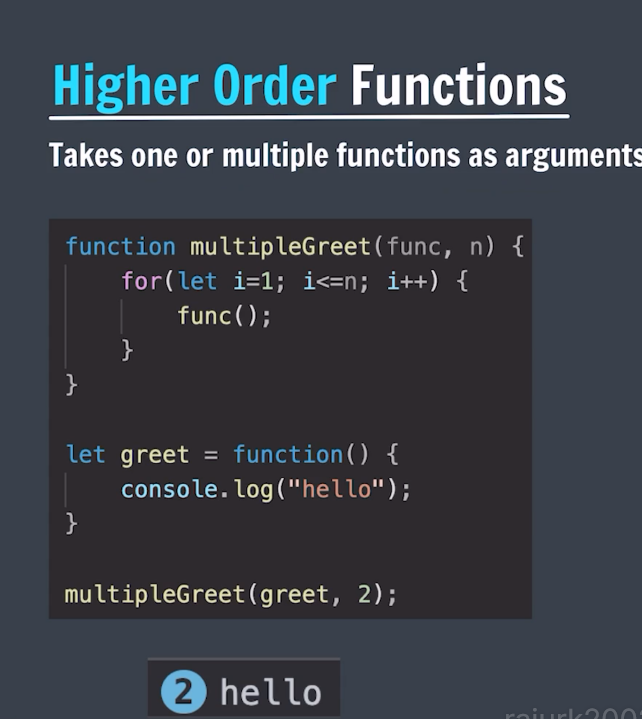 Higher Order Functions
Takes one or multiple functions as arguments
function multipleGreet(func, n) {
    for(let i=1; i<=n; i++) {
        func();
    }
}
let greet = function() {
    console.log("hello");
}
multipleGreet(greet, 2);
2 hello